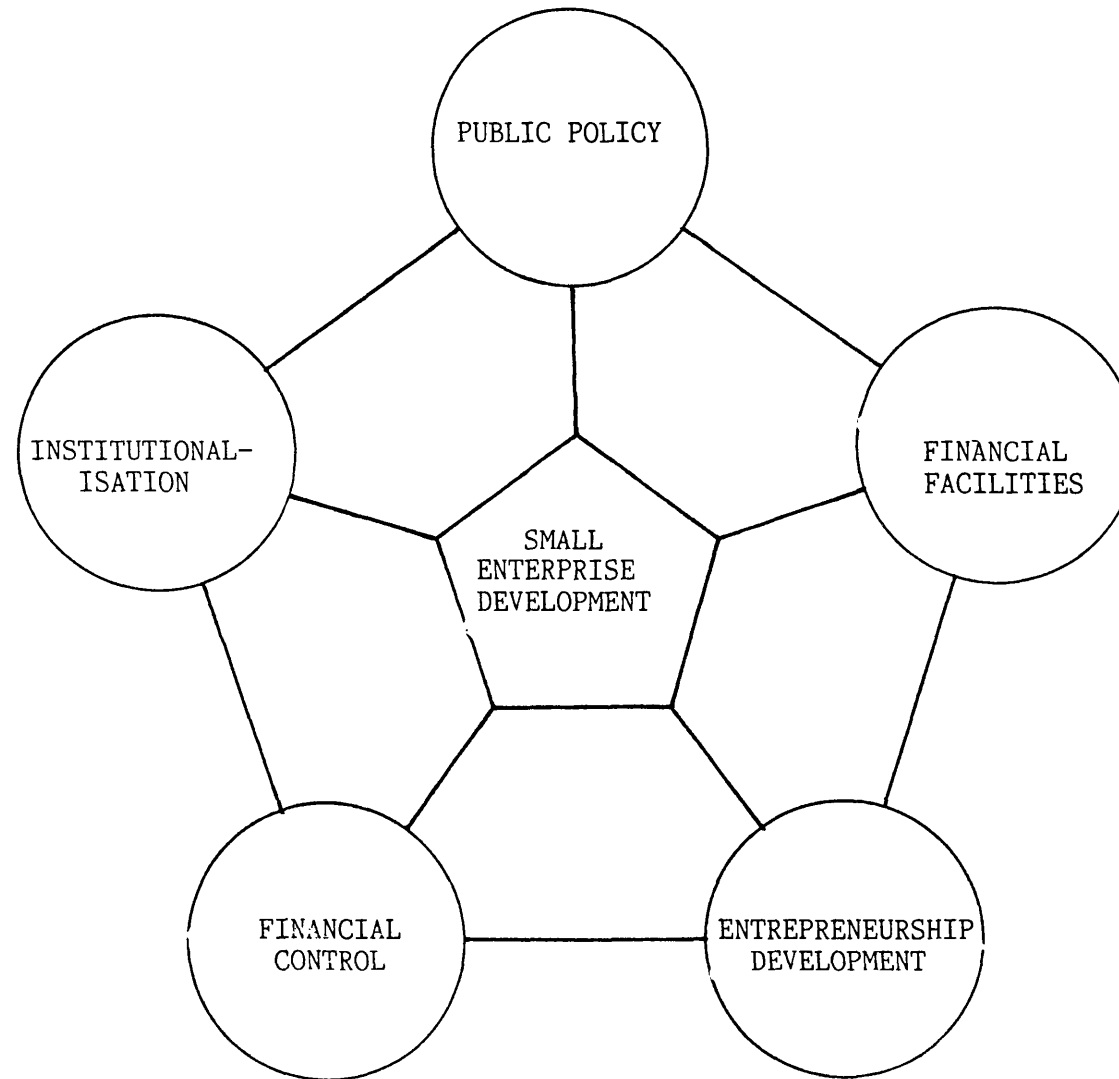 PUBLIC POLICY
INSTITUTIONAL-
ISATION
FINANCIAL
FACILITIES
SMALL
ENTERPRISE
DEVELOPMENT
FINANCIAL
CONTROL
ENTREPRENEURSHIP
DEVELOPMENT